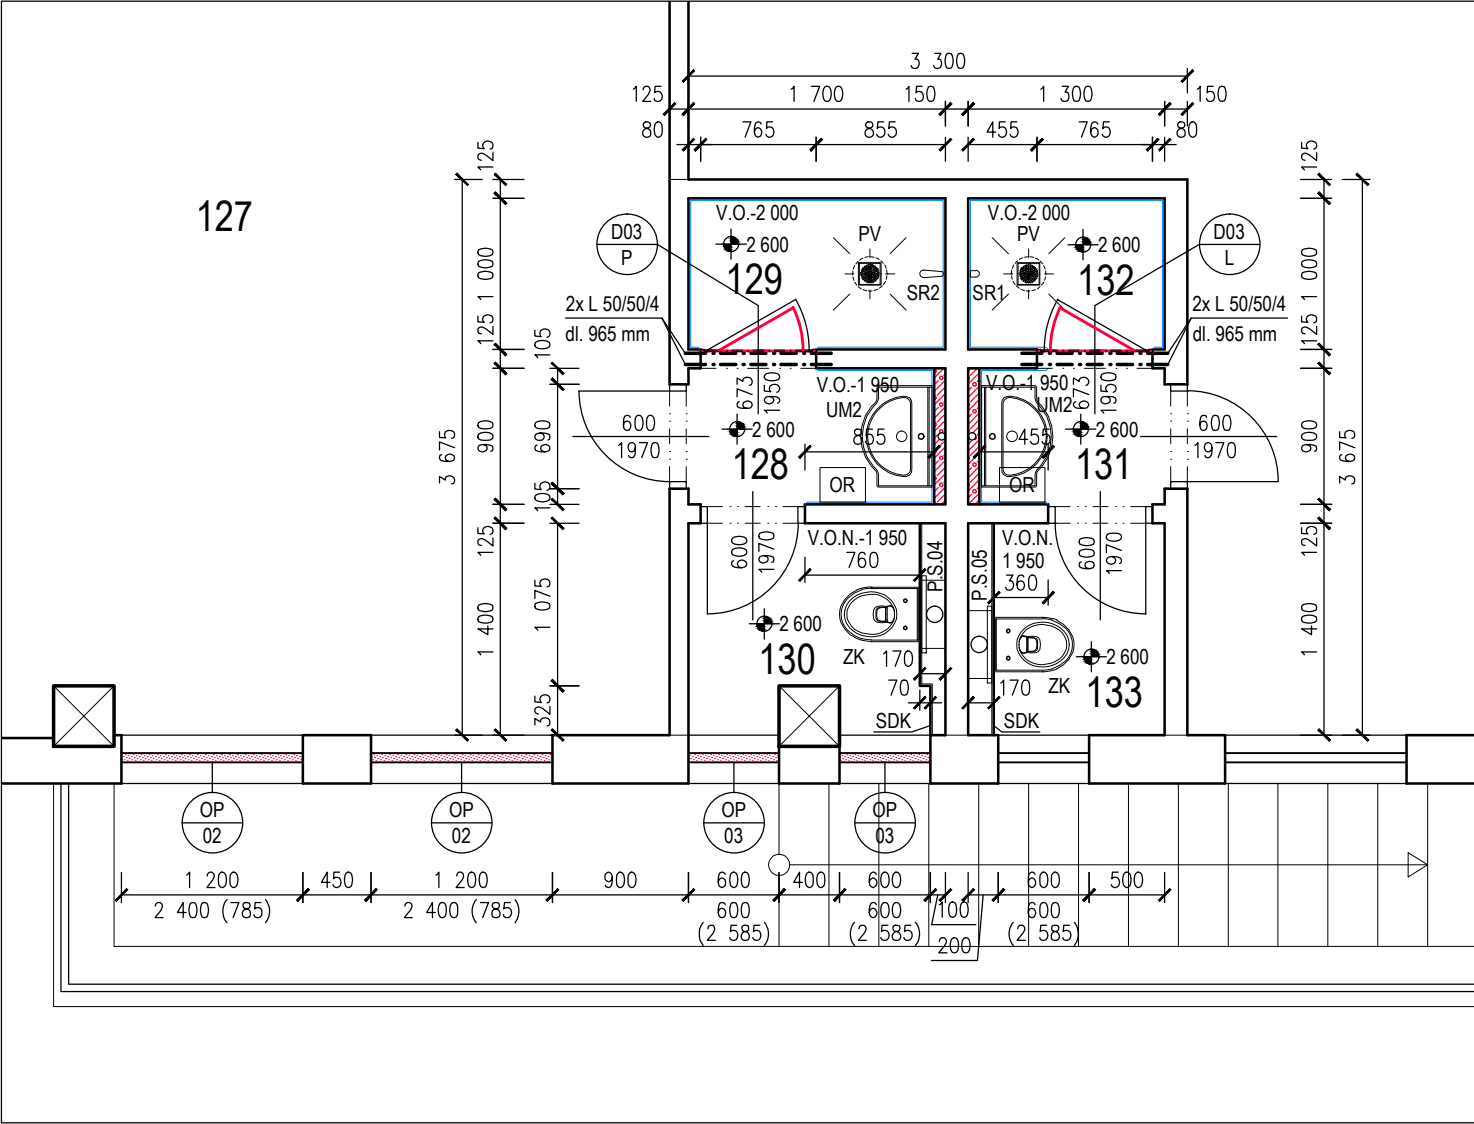 3 300
125
1 700
150
1 300
150
80
765
855
455
765
80
125
125
127
V.O.-2 000
V.O.-2 000
D03
P
PV
PV
D03
L
2 600
2 600
129
132
1 000
1 000
SR2
SR1
2x L 50/50/4
dl. 965 mm
2x L 50/50/4
dl. 965 mm
125
105
125
V.O.-1 950
V.O.-1 950
673
1950
673
1950
UM2
UM2
600
1970
2 600
855
455
2 600
600
1970
3 675
900
690
900
3 675
128
131
OR
OR
105
125
125
V.O.N.-1 950
V.O.N.
1 950
760
360
600
1970
600
1970
P.S.04
P.S.05
1 075
1 400
1 400
2 600
2 600
130
133
ZK
ZK
170
170
70
325
SDK
SDK
OP
02
OP
02
OP
03
OP
03
1 200
450
1 200
900
600
400
600
600
500
2 400 (785)
2 400 (785)
600
(2 585)
600
(2 585)
100
200
600
(2 585)